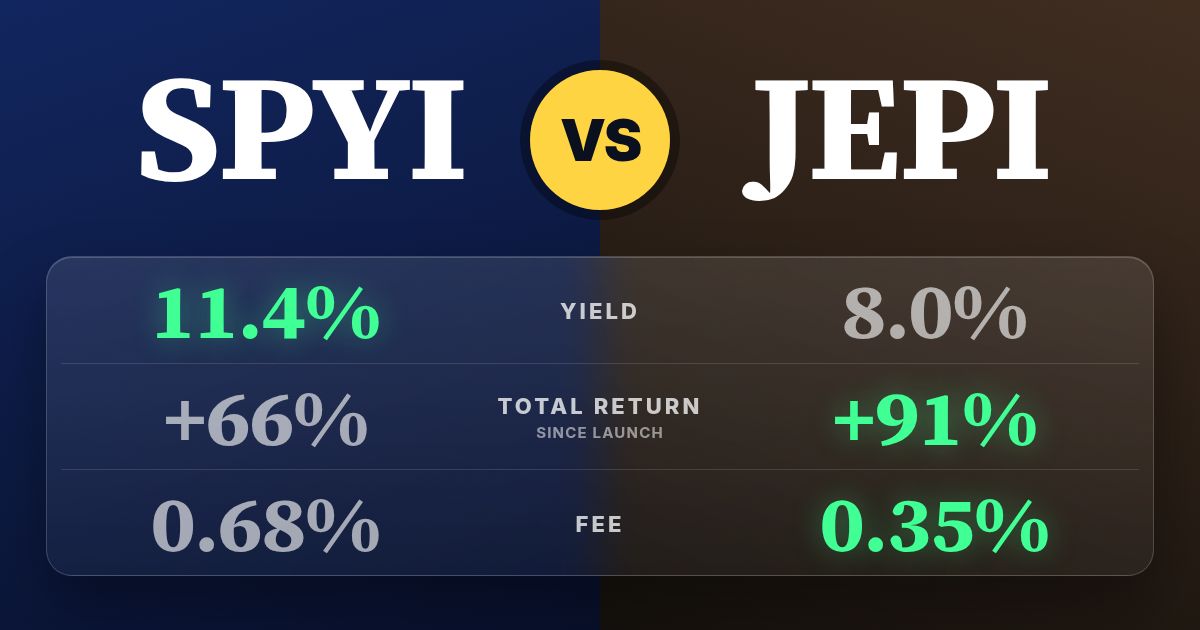 SPYI VS JEPI
11.4% YIELD 8.0%
+66% TOTAL RETURN +91%
SINCE LAUNCH
0.68% FEE 0.35%